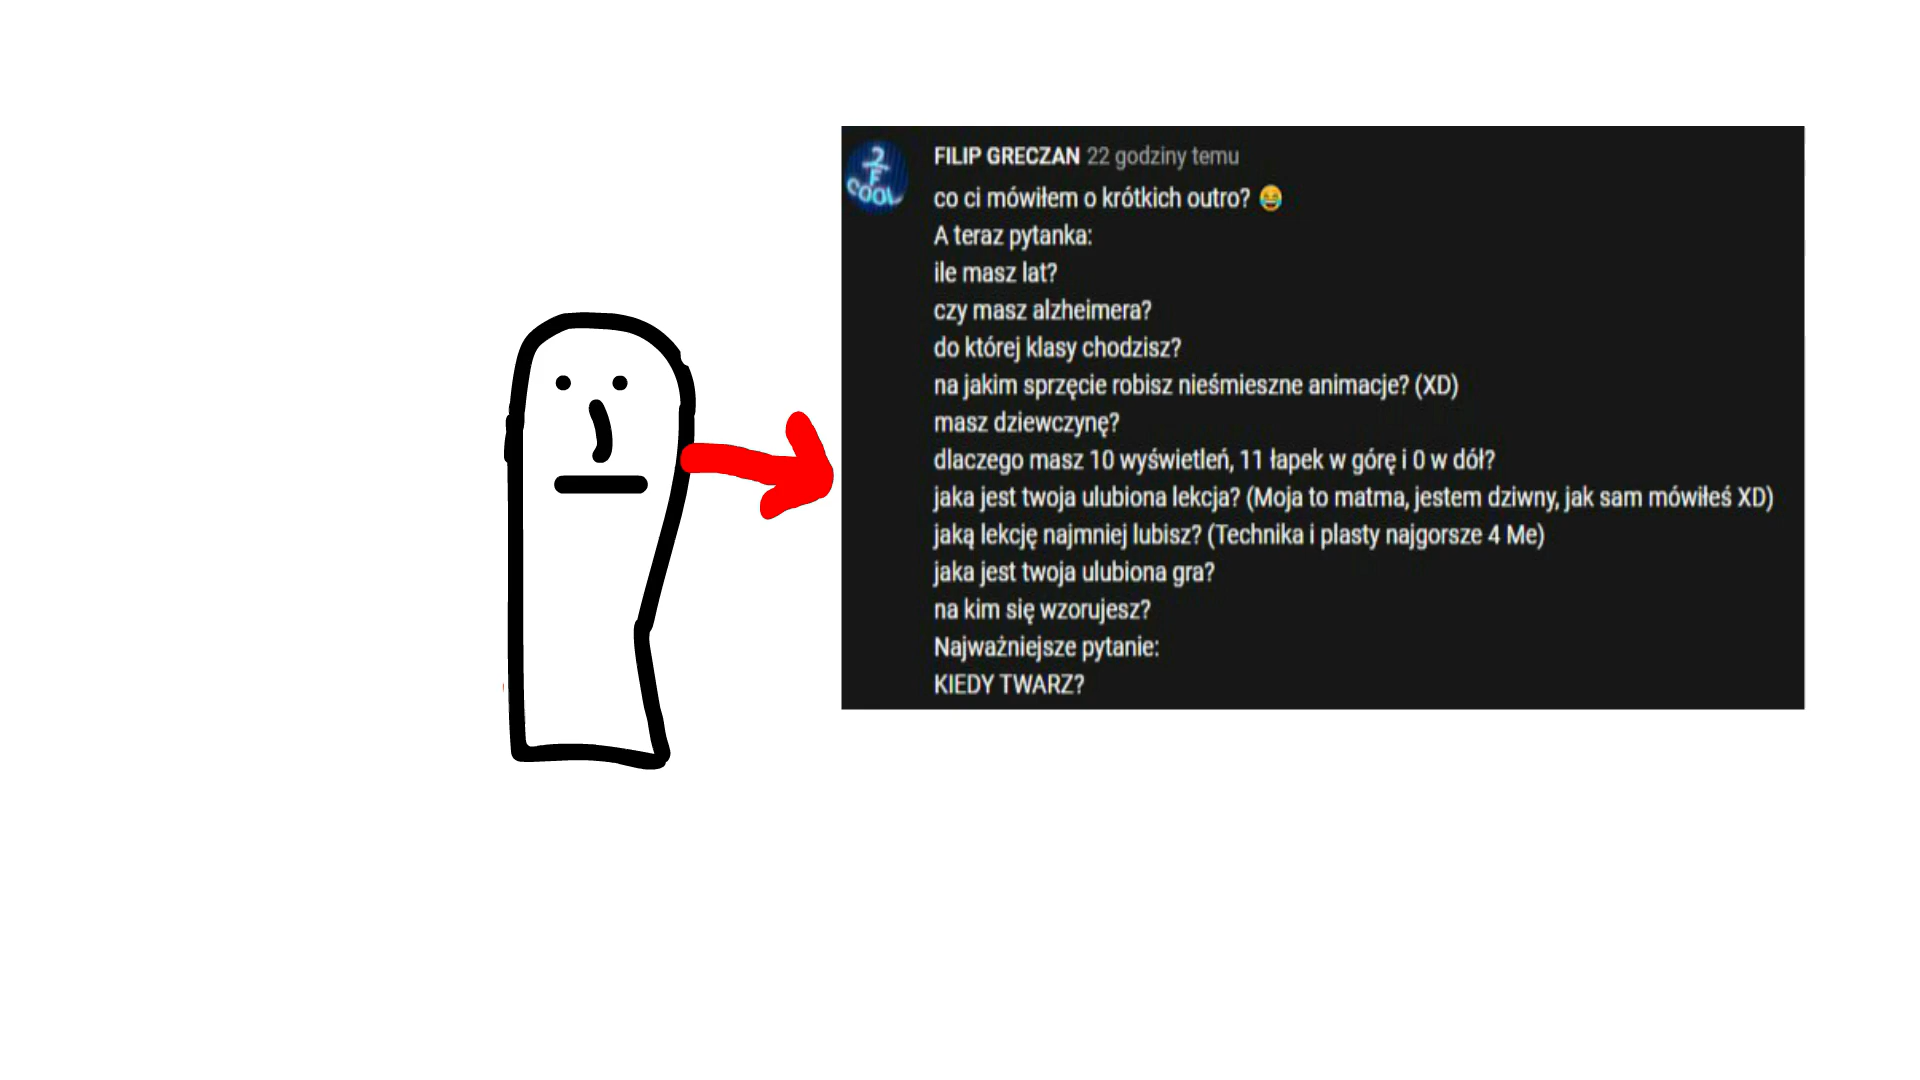 2
F
COOL
FILIP GRECZAN 22 godziny temu
co ci mówiłem o krótkich outro? 😂
A teraz pytanka:
ile masz lat?
czy masz alzheimera?
do której klasy chodzisz?
na jakim sprzęcie robisz nieśmieszne animacje? (XD)
masz dziewczynę?
dlaczego masz 10 wyświetleń, 11 łapek w górę i 0 w dół?
jaka jest twoja ulubiona lekcja? (Moja to matma, jestem dziwny, jak sam mówiłeś XD)
jaką lekcję najmniej lubisz? (Technika i plasty najgorsze 4 Me)
jaka jest twoja ulubiona gra?
na kim się wzorujesz?
Najważniejsze pytanie:
KIEDY TWARZ?